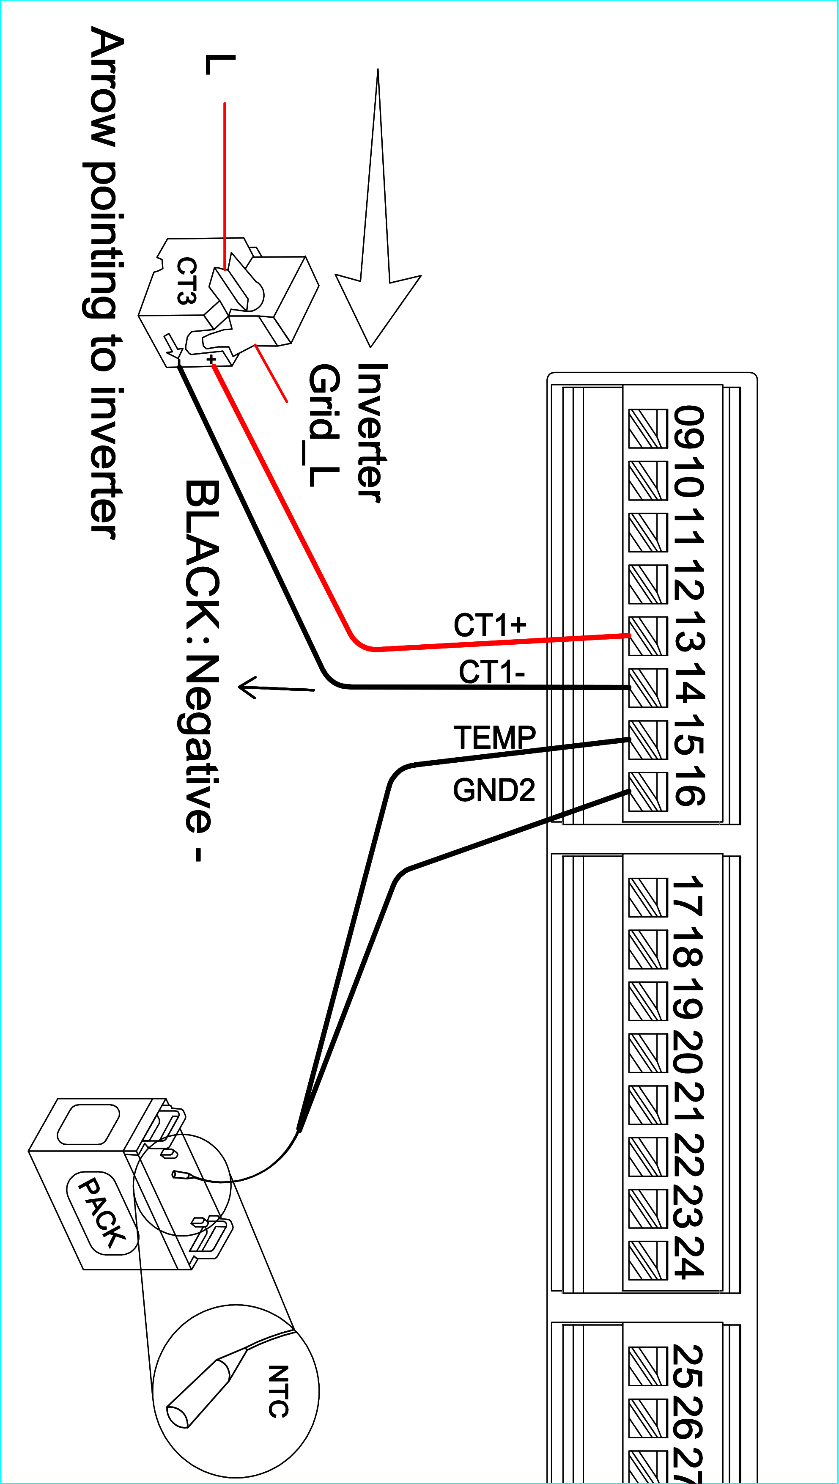 Arrow pointing to inverter
L
CT3
+
Inverter
Grid_L
BLACK: Negative -
CT1+
CT1-
TEMP
GND2
09 10 11 12 13 14 15 16
17 18 19 20 21 22 23 24
25 26 27
PACK
NTC